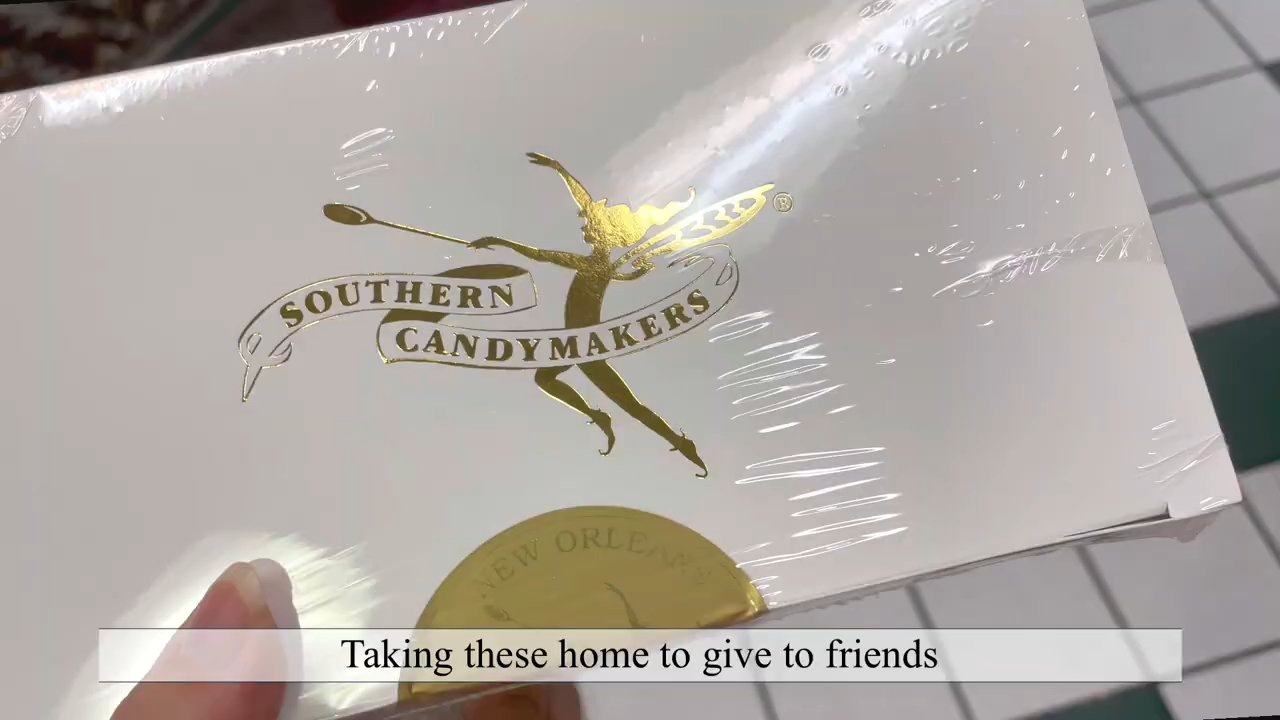 SOUTHERN
CANDYMAKERS
®
NEW ORLEANS
Taking these home to give to friends